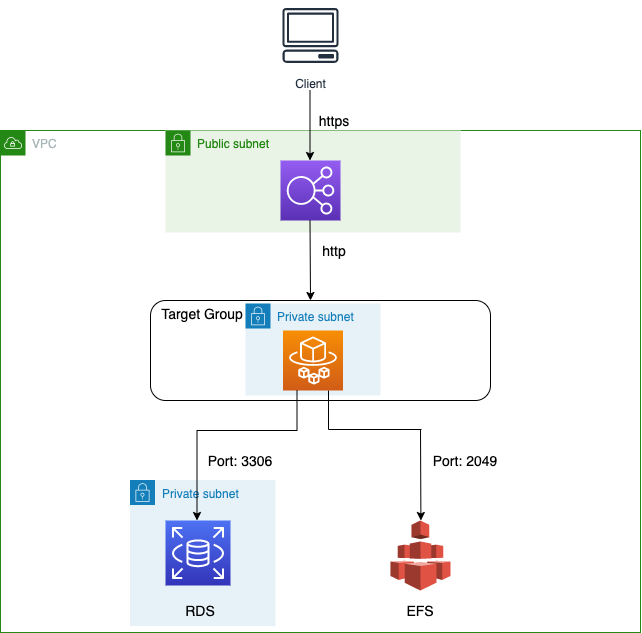 Client
https
VPC
Public subnet
http
Target Group
Private subnet
Port: 3306
Port: 2049
Private subnet
RDS
EFS